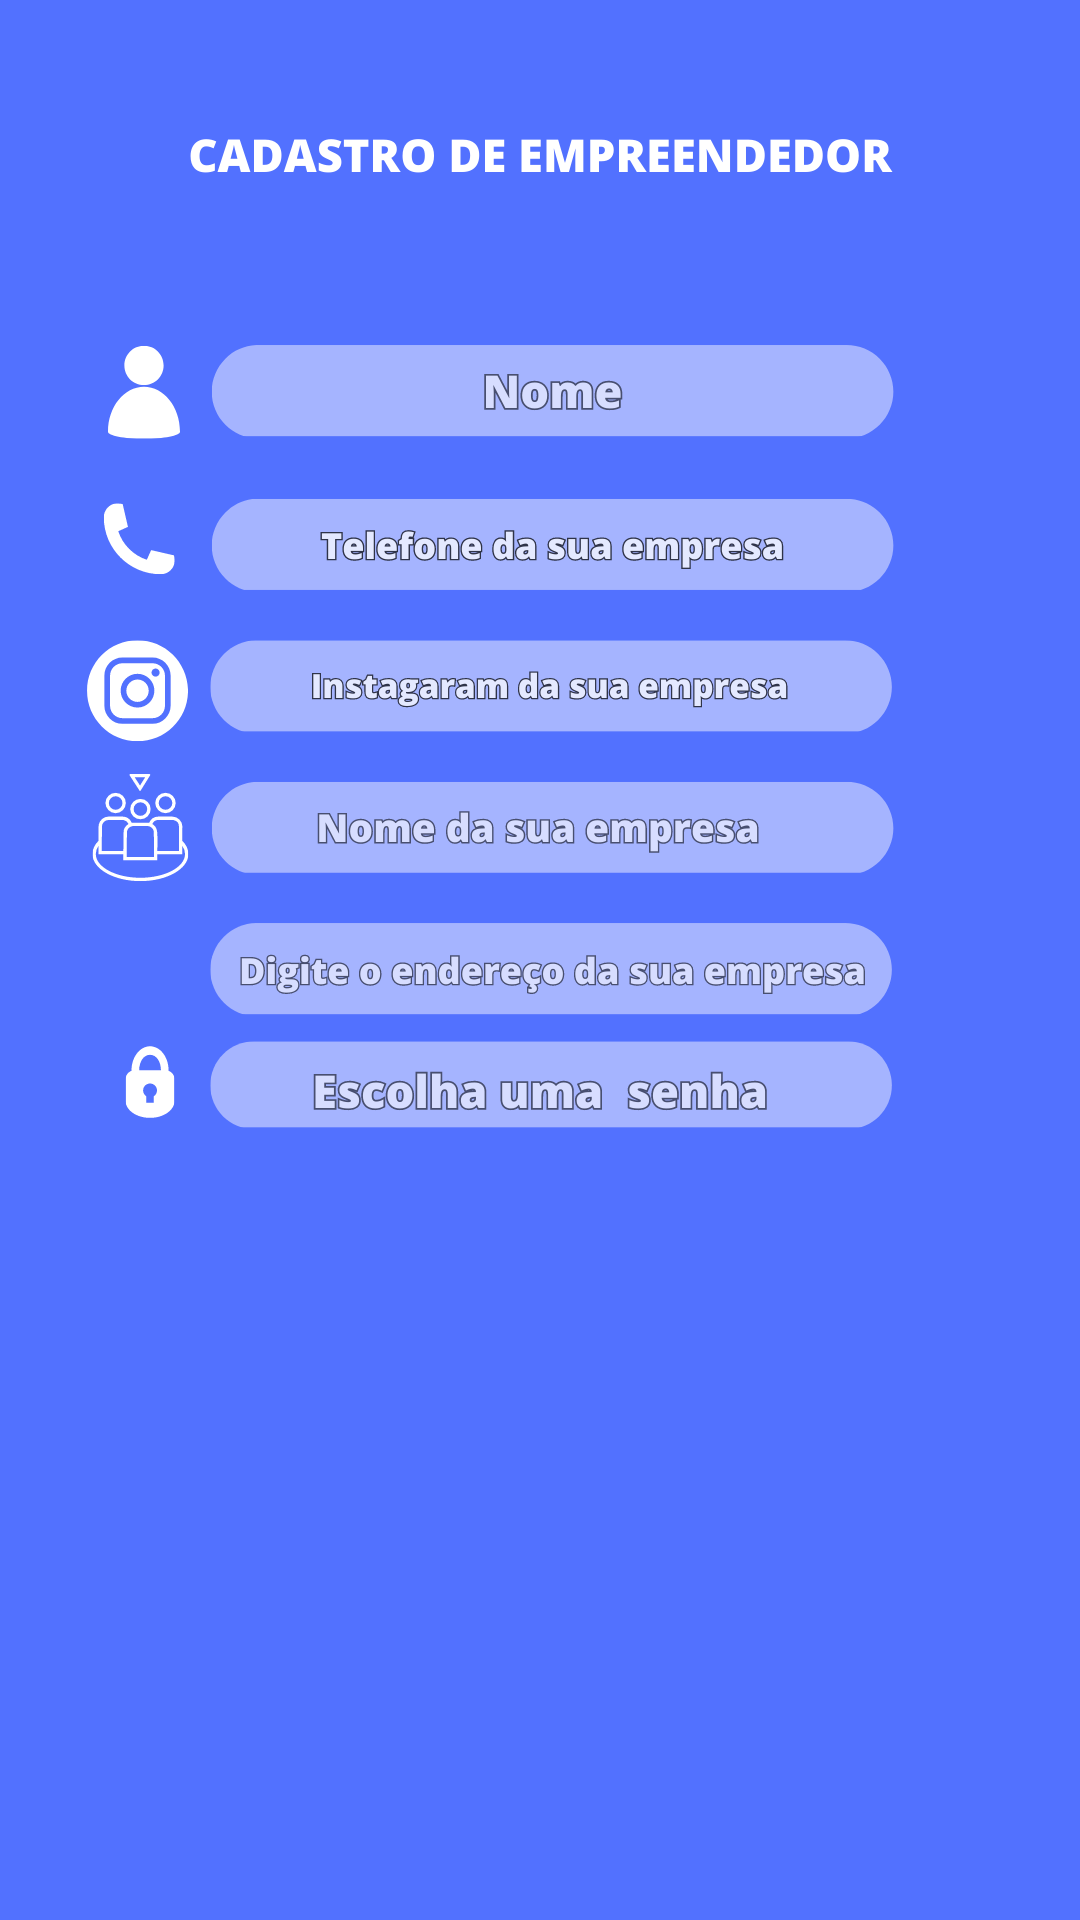 CADASTRO DE EMPREENDEDOR
Nome
Telefone da sua empresa
Instagaram da sua empresa
Nome da sua empresa
Digite o endereço da sua empresa
Escolha uma  senha